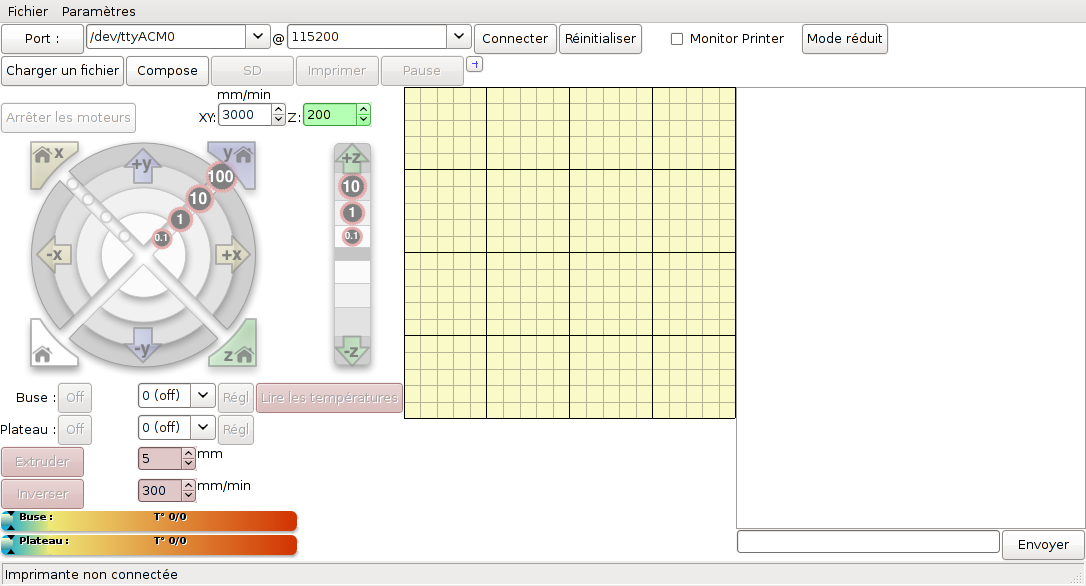 Fichier Paramètres
Port : /dev/ttyACM0 @ 115200 Connecter Réinitialiser Monitor Printer Mode réduit
Charger un fichier Compose SD Imprimer Pause
mm/min
Arrêter les moteurs XY: 3000 Z: 200
x y
+y 100 +z
10 10
1 1
0.1 0.1
-x +x
-y z -z
Buse : Off 0 (off) Régl Lire les températures
Plateau : Off 0 (off) Régl
Extruder 5 mm
Inverser 300 mm/min
Buse : T° 0/0
Plateau : T° 0/0
Envoyer
Imprimante non connectée